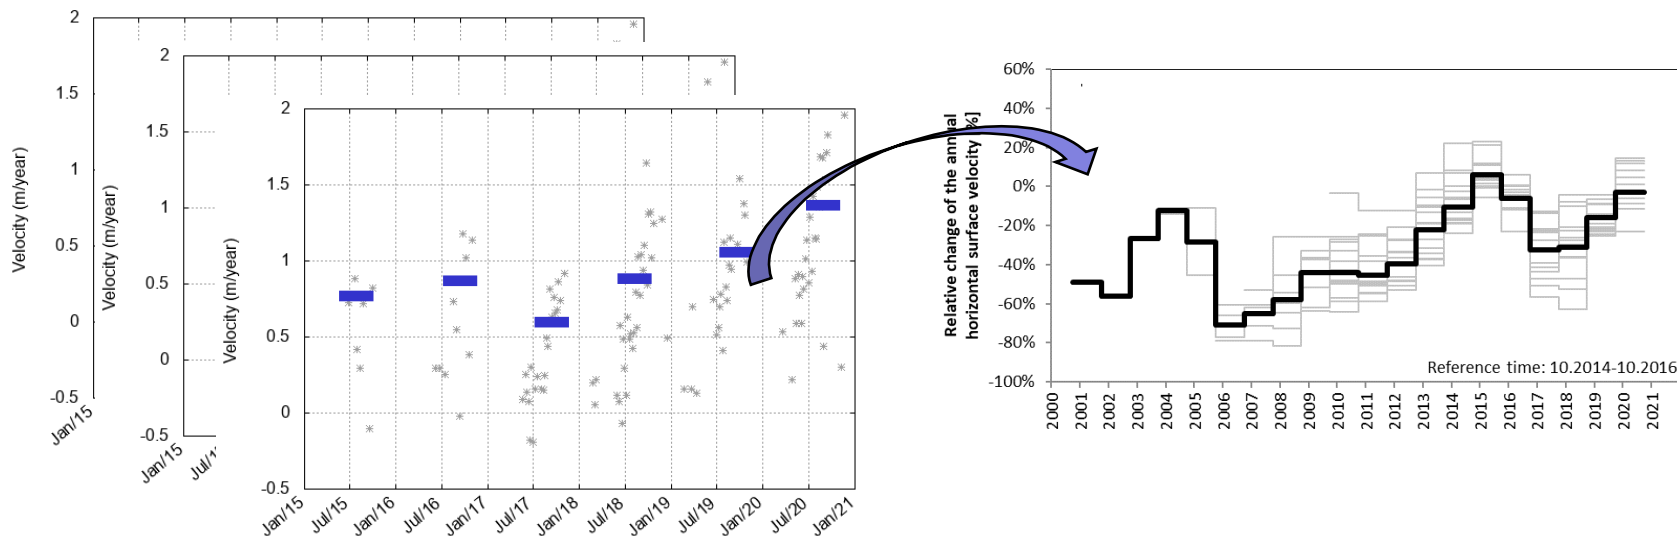 2
1.5
1
0.5
0
-0.5
Jan/15
Velocity (m/year)
2
1.5
1
0.5
0
-0.5
Jan/15
Velocity (m/year)
2
1.5
1
0.5
0
-0.5
Velocity (m/year)
Jan/15
Jul/15
Jan/16
Jul/16
Jan/17
Jul/17
Jan/18
Jul/18
Jan/19
Jul/19
Jan/20
Jul/20
Jan/21
Relative change of the annual
horizontal surface velocity %]
60%
40%
20%
0%
-20%
-40%
-60%
-80%
-100%
Reference time: 10.2014-10.2016
2000
2001
2002
2003
2004
2005
2006
2007
2008
2009
2010
2011
2012
2013
2014
2015
2016
2017
2018
2019
2020
2021